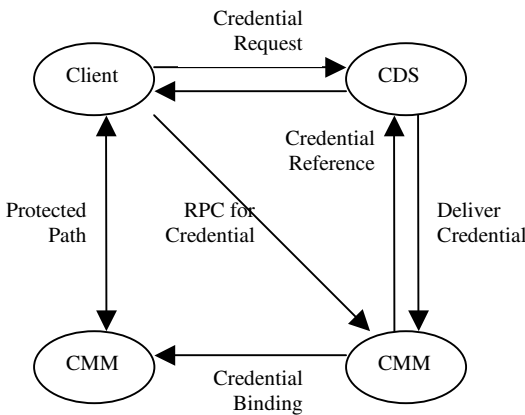 Credential
Request
Client
CDS
Credential
Reference
Protected
Path
RPC for
Credential
Deliver
Credential
CMM
CMM
Credential
Binding